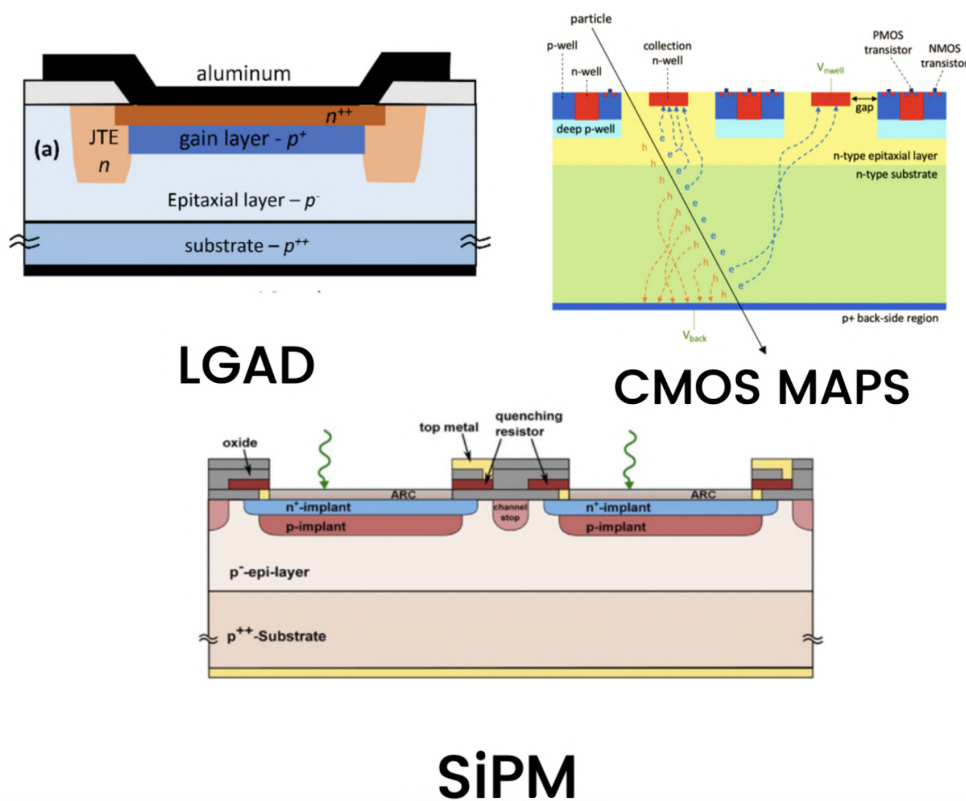 aluminum
n++
(a)
JTE
n
gain layer - p+
Epitaxial layer – p-
substrate – p++
LGAD
particle
p-well
n-well
collection
n-well
Vnwell
PMOS
transistor
NMOS
transistor
gap
deep p-well
n-type epitaxial layer
n-type substrate
e
e
e
e
e
e
e
e
e
h
h
h
h
h
h
h
p+ back-side region
Vback
CMOS MAPS
oxide
top metal
quenching
resistor
ARC
ARC
n+-implant
p-implant
channel
stop
n+-implant
p-implant
p–-epi-layer
p++-Substrate
SiPM